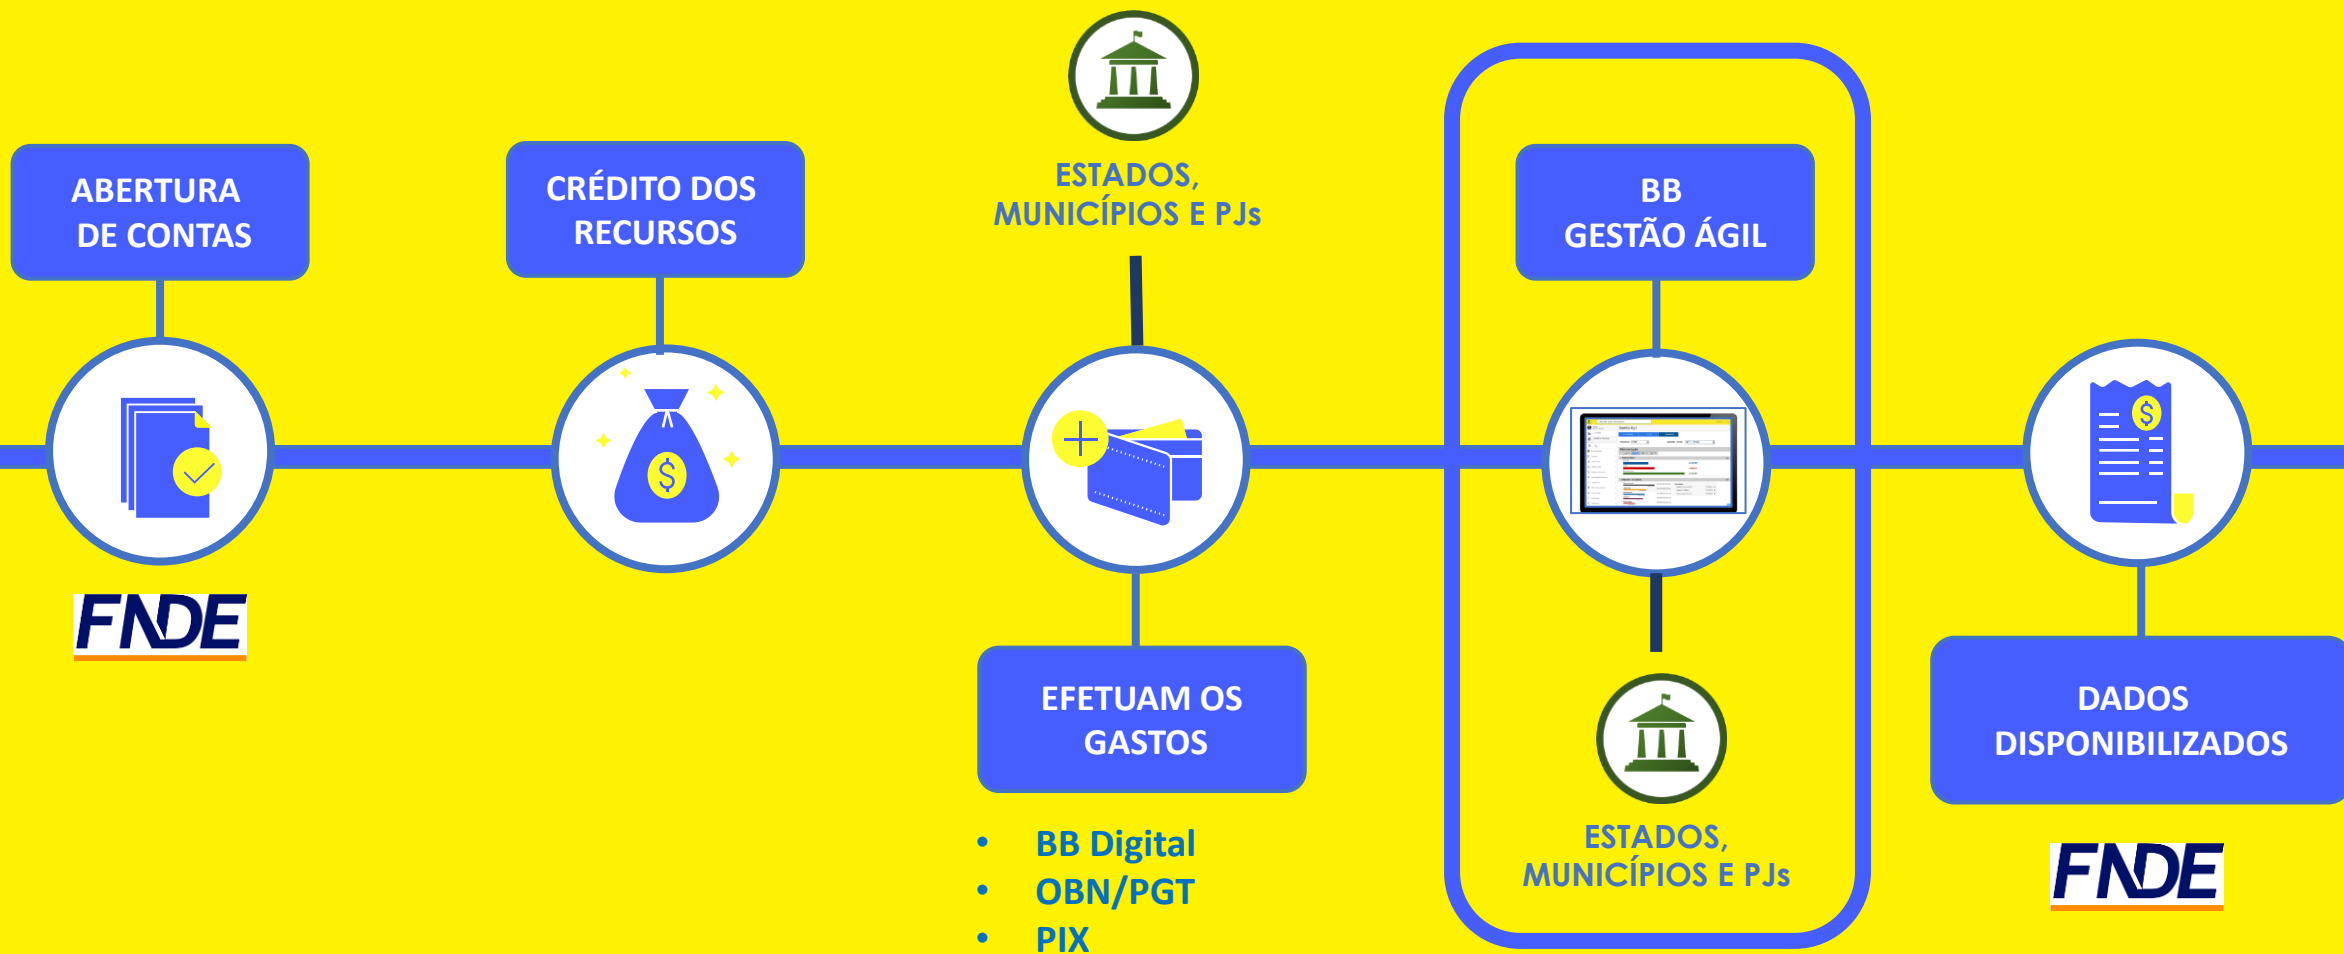 ABERTURA
DE CONTAS
FNDE
CRÉDITO DOS
RECURSOS
ESTADOS,
MUNICÍPIOS E PJs
EFETUAM OS
GASTOS
• BB Digital
• OBN/PGT
• PIX
BB
GESTÃO ÁGIL
ESTADOS,
MUNICÍPIOS E PJs
DADOS
DISPONIBILIZADOS
FNDE